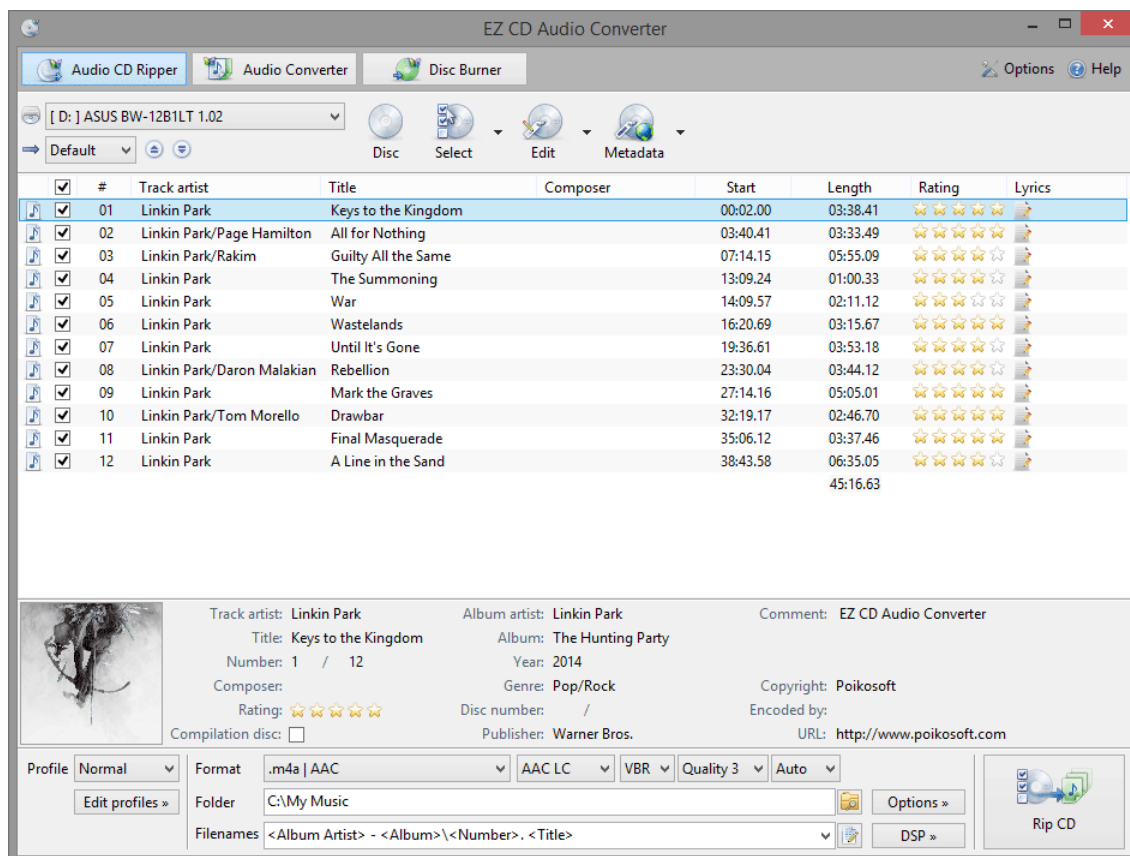 EZ CD Audio Converter
Audio CD Ripper Audio Converter Disc Burner Options Help
[ D: ] ASUS BW-12B1LT 1.02
Default
Disc Select Edit Metadata
# Track artist Title Composer Start Length Rating Lyrics
01 Linkin Park Keys to the Kingdom 00:02.00 03:38.41
02 Linkin Park/Page Hamilton All for Nothing 03:40.41 03:33.49
03 Linkin Park/Rakim Guilty All the Same 07:14.15 05:55.09
04 Linkin Park The Summoning 13:09.24 01:00.33
05 Linkin Park War 14:09.57 02:11.12
06 Linkin Park Wastelands 16:20.69 03:15.67
07 Linkin Park Until It's Gone 19:36.61 03:53.18
08 Linkin Park/Daron Malakian Rebellion 23:30.04 03:44.12
09 Linkin Park Mark the Graves 27:14.16 05:05.01
10 Linkin Park/Tom Morello Drawbar 32:19.17 02:46.70
11 Linkin Park Final Masquerade 35:06.12 03:37.46
12 Linkin Park A Line in the Sand 38:43.58 06:35.05
45:16.63
Track artist: Linkin Park Album artist: Linkin Park Comment: EZ CD Audio Converter
Title: Keys to the Kingdom Album: The Hunting Party
Number: 1 / 12 Year: 2014
Composer: Genre: Pop/Rock Copyright: Poikosoft
Rating: Disc number: / Encoded by:
Compilation disc: Publisher: Warner Bros. URL: http://www.poikosoft.com
Profile Normal Format .m4a | AAC AAC LC VBR Quality 3 Auto
Edit profiles » Folder C:\My Music Options »
Filenames <Album Artist> - <Album>\<Number>. <Title> DSP »
Rip CD